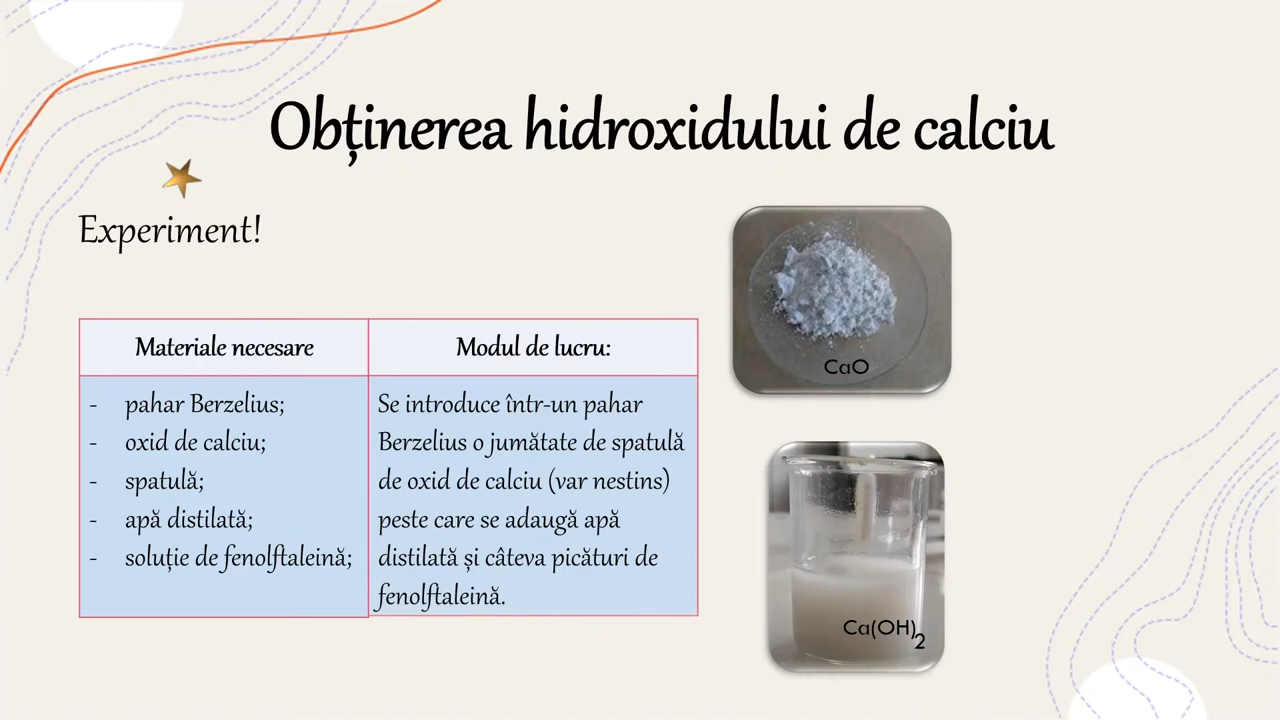 Obținerea hidroxidului de calciu
Experiment!
Materiale necesare
- pahar Berzelius;
- oxid de calciu;
- spatulă;
- apă distilată;
- soluție de fenolftaleină;
Modul de lucru:
Se introduce într-un pahar
Berzelius o jumătate de spatulă
de oxid de calciu (var nestins)
peste care se adaugă apă
distilată și câteva picături de
fenolftaleină.
CaO
Ca(OH)2